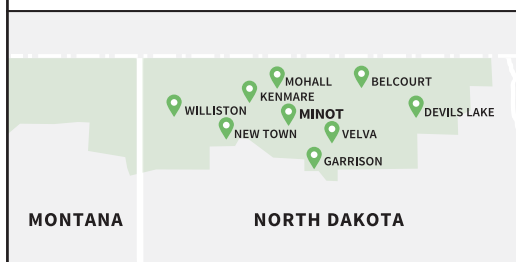 MOHALL
BELCOURT
KENMARE
WILLISTON
MINOT
DEVILS LAKE
NEW TOWN
VELVA
GARRISON
MONTANA
NORTH DAKOTA